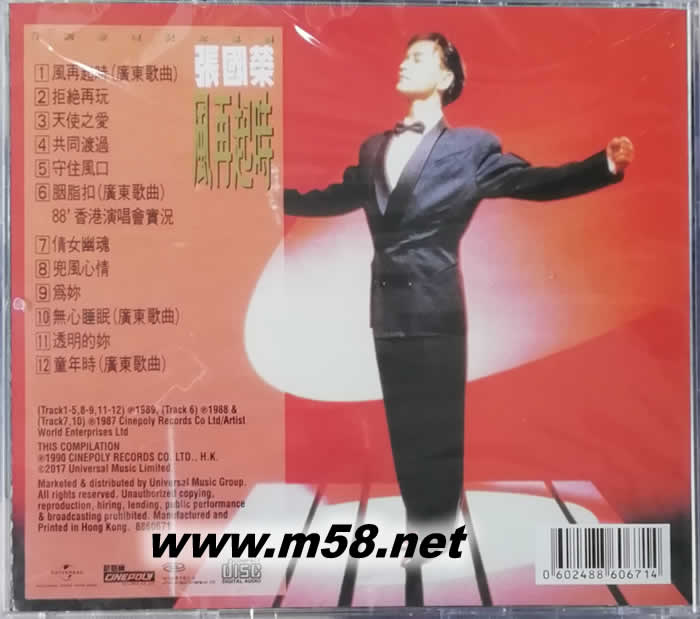 張國榮
風再起時
1 風再起時(廣東歌曲)
2 拒絕再玩
3 天使之愛
4 共同渡過
5 守住風口
6 胭脂扣(廣東歌曲)
88'香港演唱會實況
7 倩女幽魂
8 兜風心情
9 爲妳
10 無心睡眠(廣東歌曲)
11 透明的妳
12 童年時(廣東歌曲)
(Track1-5,8-9,11-12) ℗1989, (Track 6) ℗1988 &
(Track7,10) ℗1987 Cinepoly Records Co Ltd/Artist
World Enterprises Ltd
THIS COMPILATION
℗1990 CINEPOLY RECORDS CO. LTD., H.K.
©2017 Universal Music Limited
Marketed & distributed by Universal Music Group.
All rights reserved. Unauthorized copying,
reproduction, hiring, lending, public performance
& broadcasting prohibited. Manufactured and
Printed in Hong Kong. 8860671
www.m58.net
UNIVERSAL
新藝寶
CINEPOLY
disc
DIGITAL AUDIO
0 602488 606714